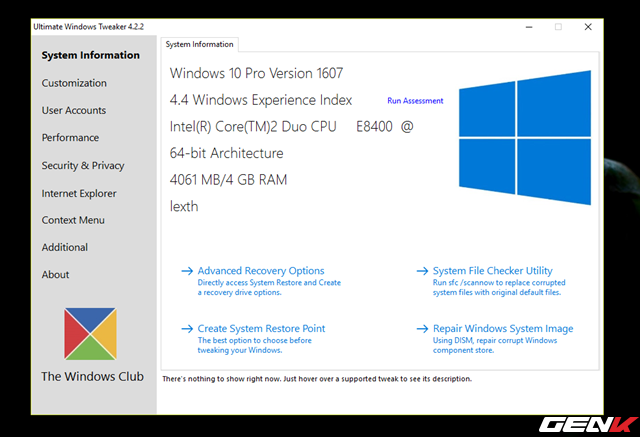 Ultimate Windows Tweaker 4.2.2
System Information
Customization
User Accounts
Performance
Security & Privacy
Internet Explorer
Context Menu
Additional
About
The Windows Club
System Information
Windows 10 Pro Version 1607
4.4 Windows Experience Index Run Assessment
Intel(R) Core(TM)2 Duo CPU E8400 @
64-bit Architecture
4061 MB/4 GB RAM
lexth
Advanced Recovery Options
Directly access System Restore and Create
a recovery drive options.
System File Checker Utility
Run sfc /scannow to replace corrupted
system files with original default files.
Create System Restore Point
The best option to choose before
tweaking your Windows.
Repair Windows System Image
Using DISM, repair corrupt Windows
component store.
There's nothing to show right now. Just hover over a supported tweak to see its description.
GENK